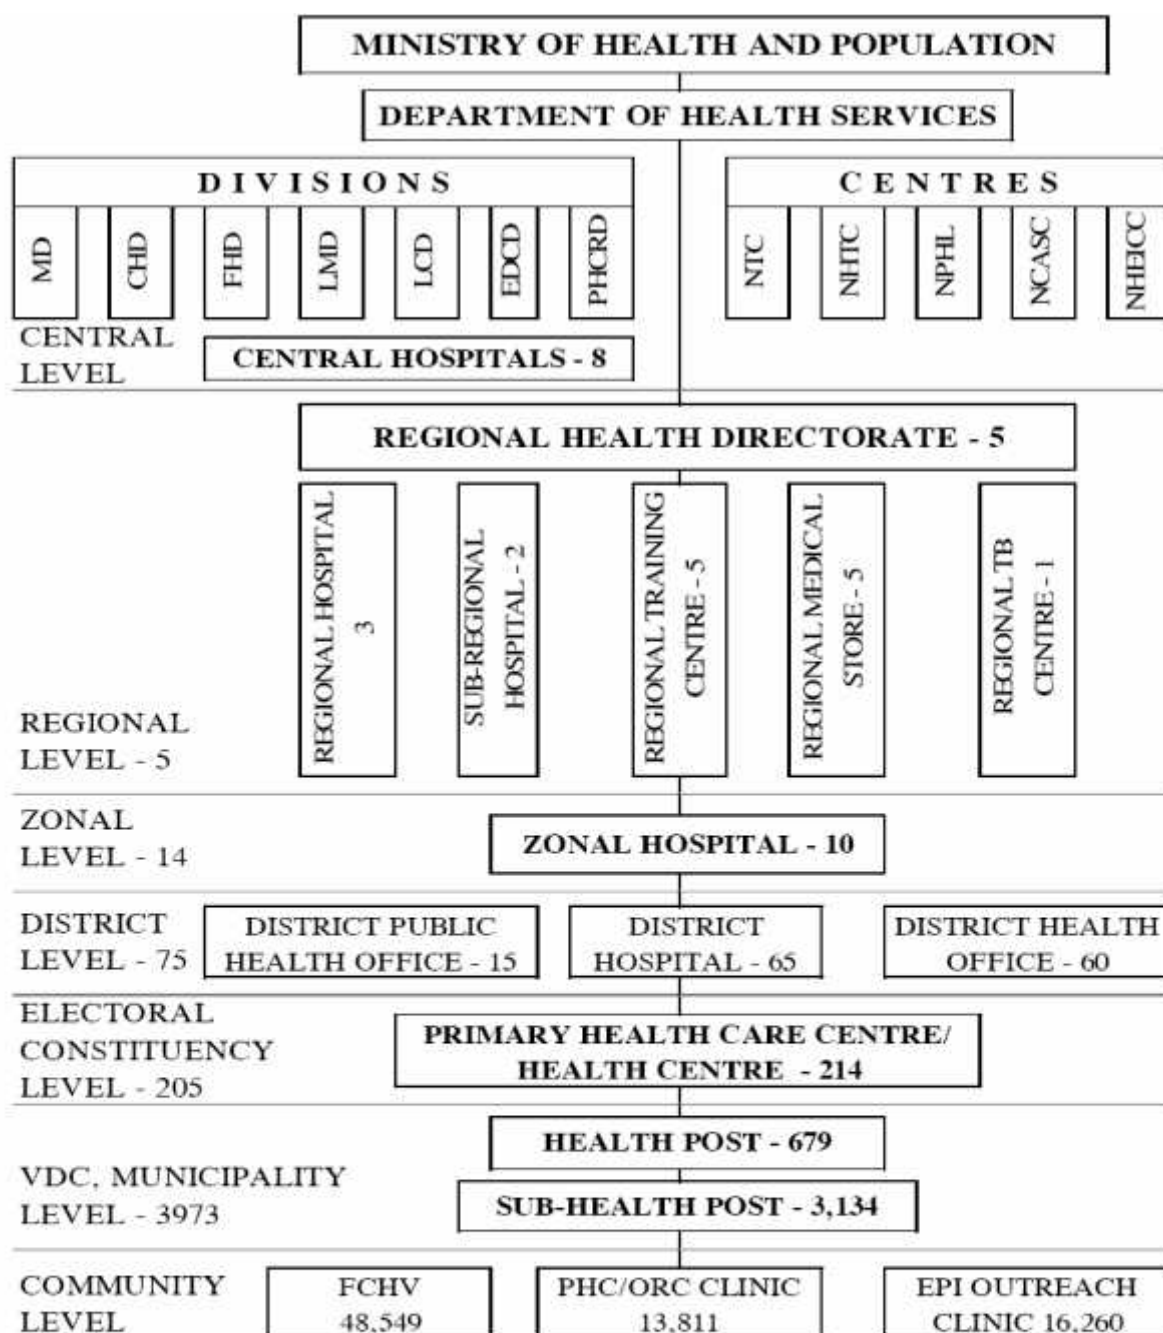 MINISTRY OF HEALTH AND POPULATION
DEPARTMENT OF HEALTH SERVICES
DIVISIONS
CENTRES
MD
CHD
FHD
LMD
LCD
EDCD
PHCRD
NTC
NHTC
NPHL
NCASC
NHEICC
CENTRAL
LEVEL
CENTRAL HOSPITALS - 8
REGIONAL HEALTH DIRECTORATE - 5
REGIONAL HOSPITAL
3
SUB-REGIONAL
HOSPITAL - 2
REGIONAL TRAINING
CENTRE - 5
REGIONAL MEDICAL
STORE - 5
REGIONAL TB
CENTRE - 1
REGIONAL
LEVEL - 5
ZONAL
LEVEL - 14
ZONAL HOSPITAL - 10
DISTRICT
LEVEL - 75
DISTRICT PUBLIC
HEALTH OFFICE - 15
DISTRICT
HOSPITAL - 65
DISTRICT HEALTH
OFFICE - 60
ELECTORAL
CONSTITUENCY
LEVEL - 205
PRIMARY HEALTH CARE CENTRE/
HEALTH CENTRE - 214
HEALTH POST - 679
VDC, MUNICIPALITY
LEVEL - 3973
SUB-HEALTH POST - 3,134
COMMUNITY
LEVEL
FCHV
48,549
PHC/ORC CLINIC
13,811
EPI OUTREACH
CLINIC 16,260